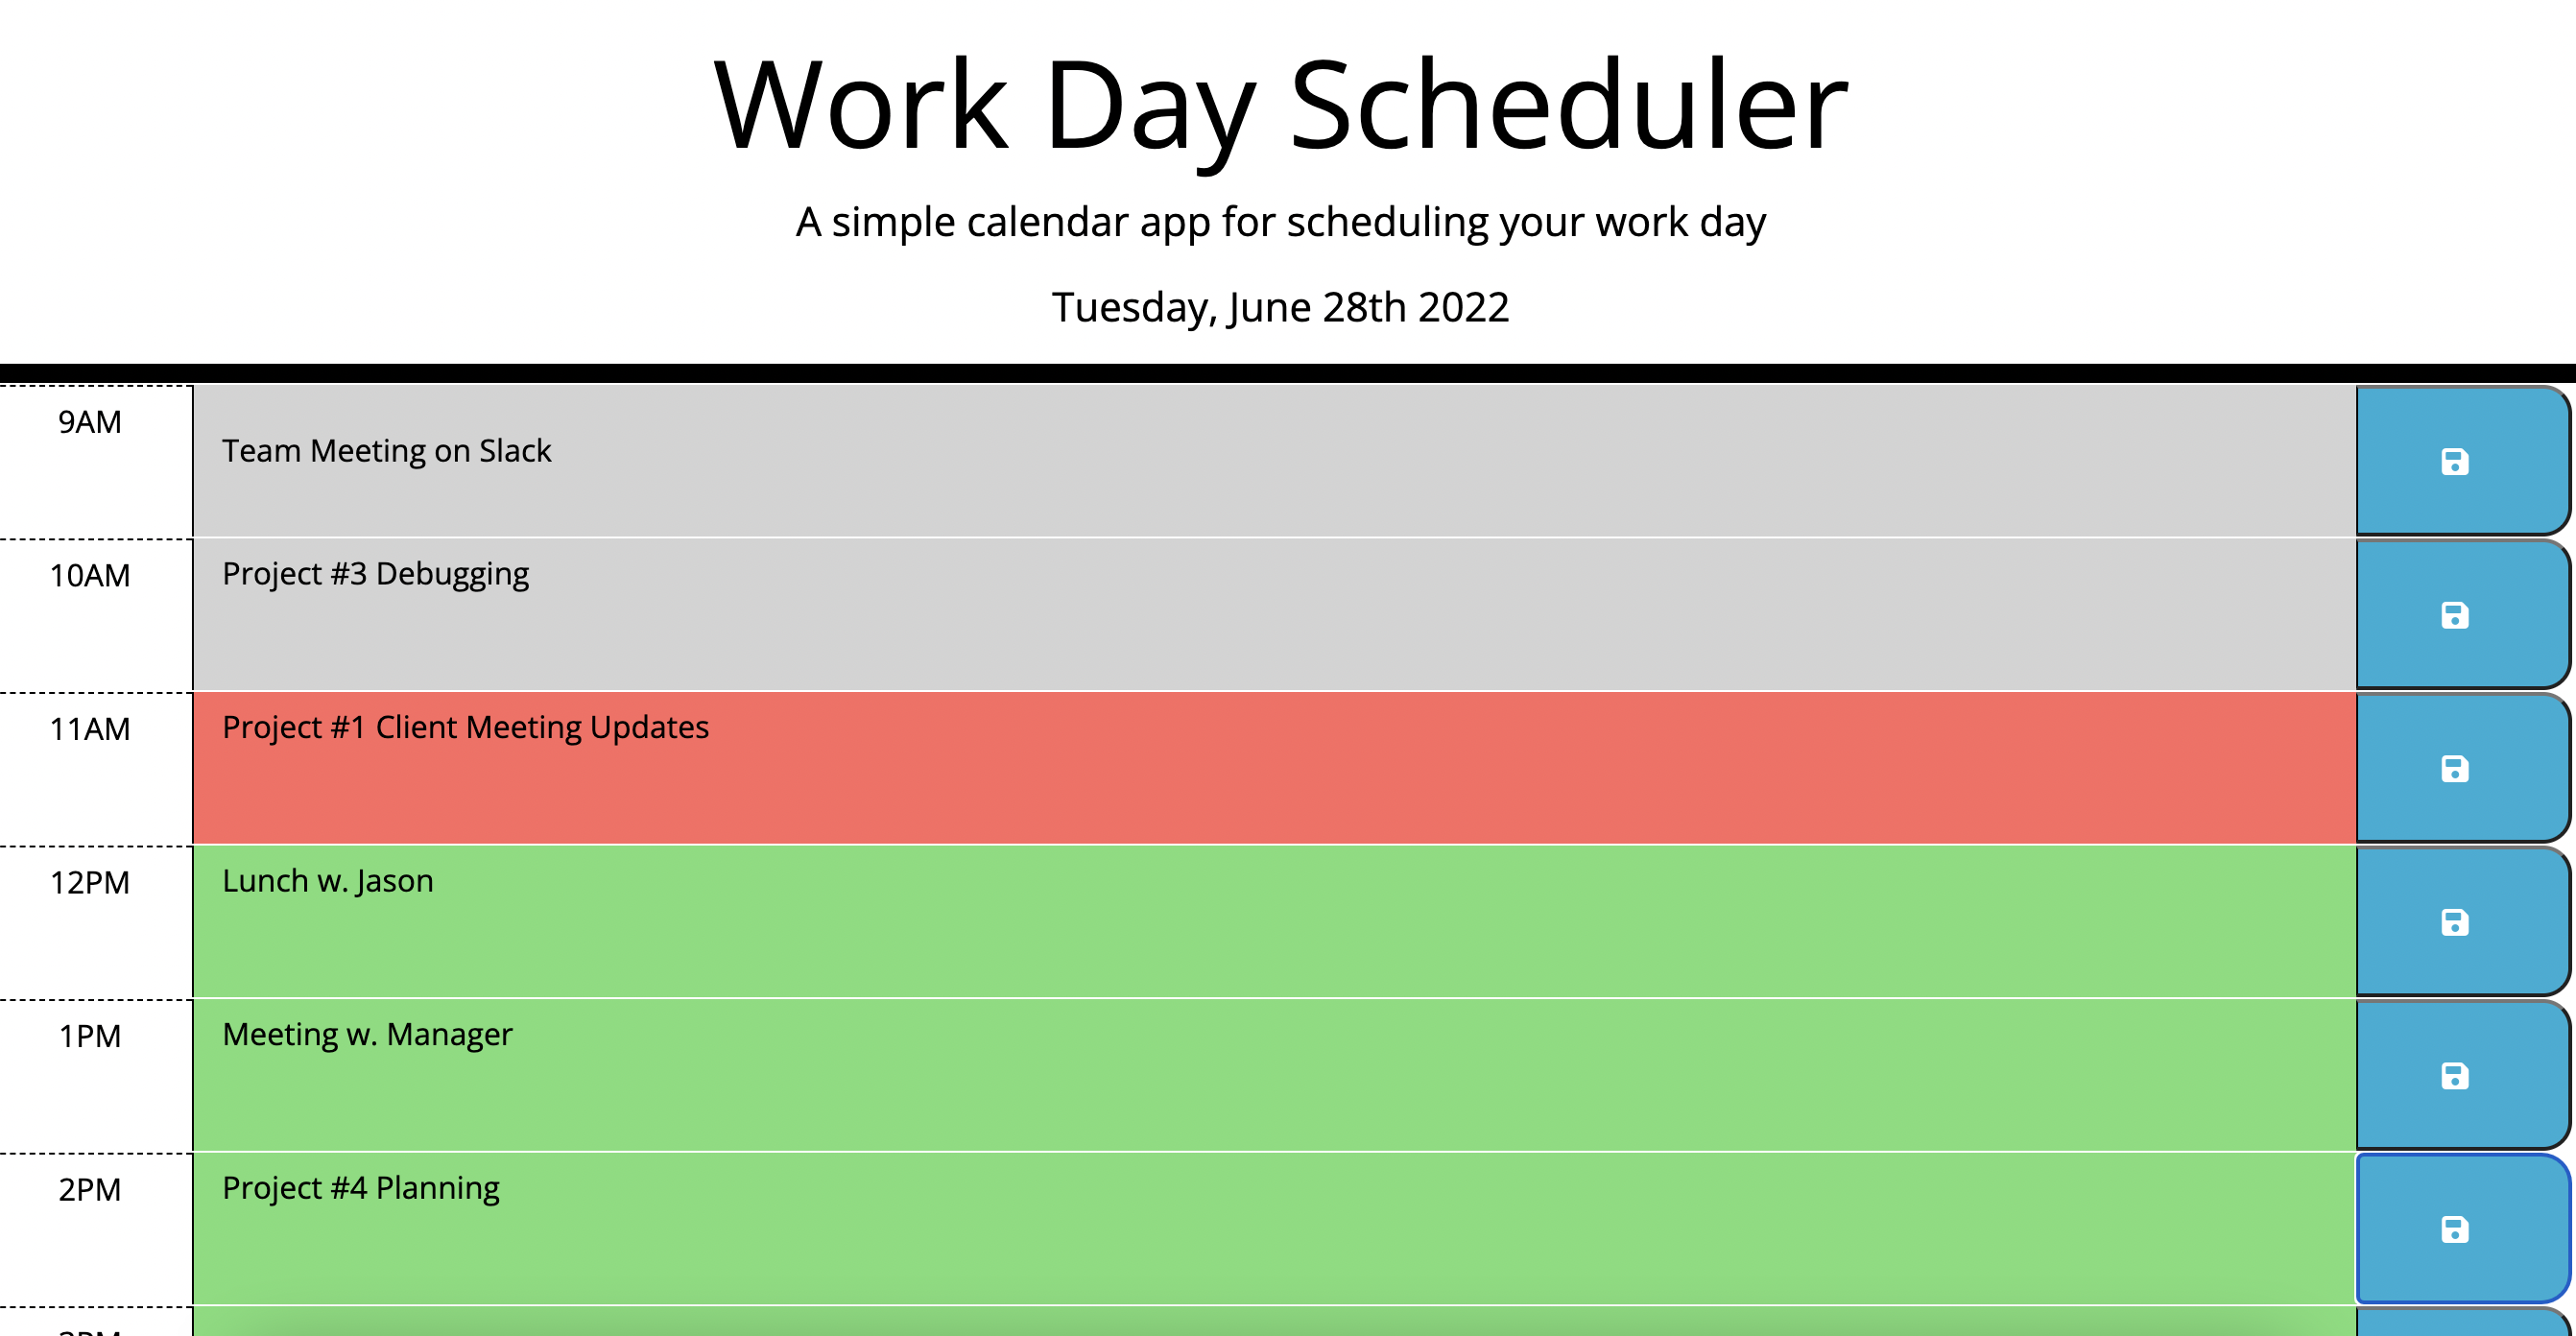 Work Day Scheduler
A simple calendar app for scheduling your work day
Tuesday, June 28th 2022
9AM
Team Meeting on Slack
10AM
Project #3 Debugging
11AM
Project #1 Client Meeting Updates
12PM
Lunch w. Jason
1PM
Meeting w. Manager
2PM
Project #4 Planning